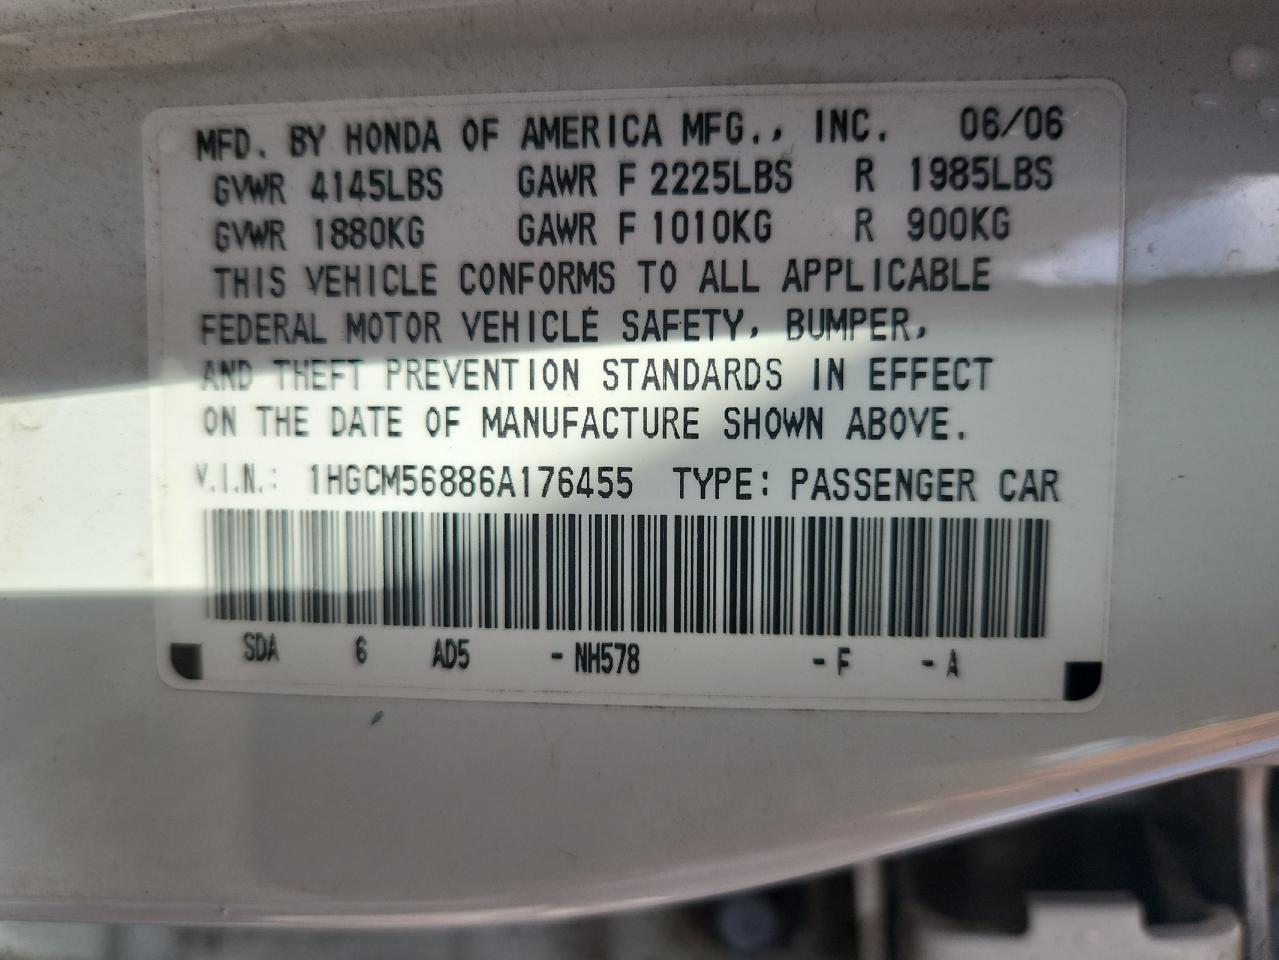 MFD. BY HONDA OF AMERICA MFG., INC. 06/06
GVWR 4145LBS GAWR F 2225LBS R 1985LBS
GVWR 1880KG GAWR F 1010KG R 900KG
THIS VEHICLE CONFORMS TO ALL APPLICABLE
FEDERAL MOTOR VEHICLE SAFETY, BUMPER,
AND THEFT PREVENTION STANDARDS IN EFFECT
ON THE DATE OF MANUFACTURE SHOWN ABOVE.
V.I.N.: 1HGCM56886A176455 TYPE: PASSENGER CAR
SDA 6 AD5 -NH578 -F -A